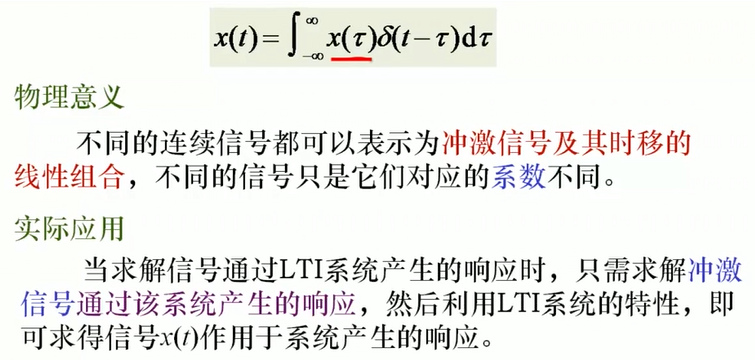 x(t) = ∫_{-∞}^{∞} x(τ)δ(t−τ)dτ
物理意义
不同的连续信号都可以表示为冲激信号及其时移的
线性组合，不同的信号只是它们对应的系数不同。
实际应用
当求解信号通过LTI系统产生的响应时，只需求解冲激
信号通过该系统产生的响应，然后利用LTI系统的特性，即
可求得信号x(t)作用于系统产生的响应。